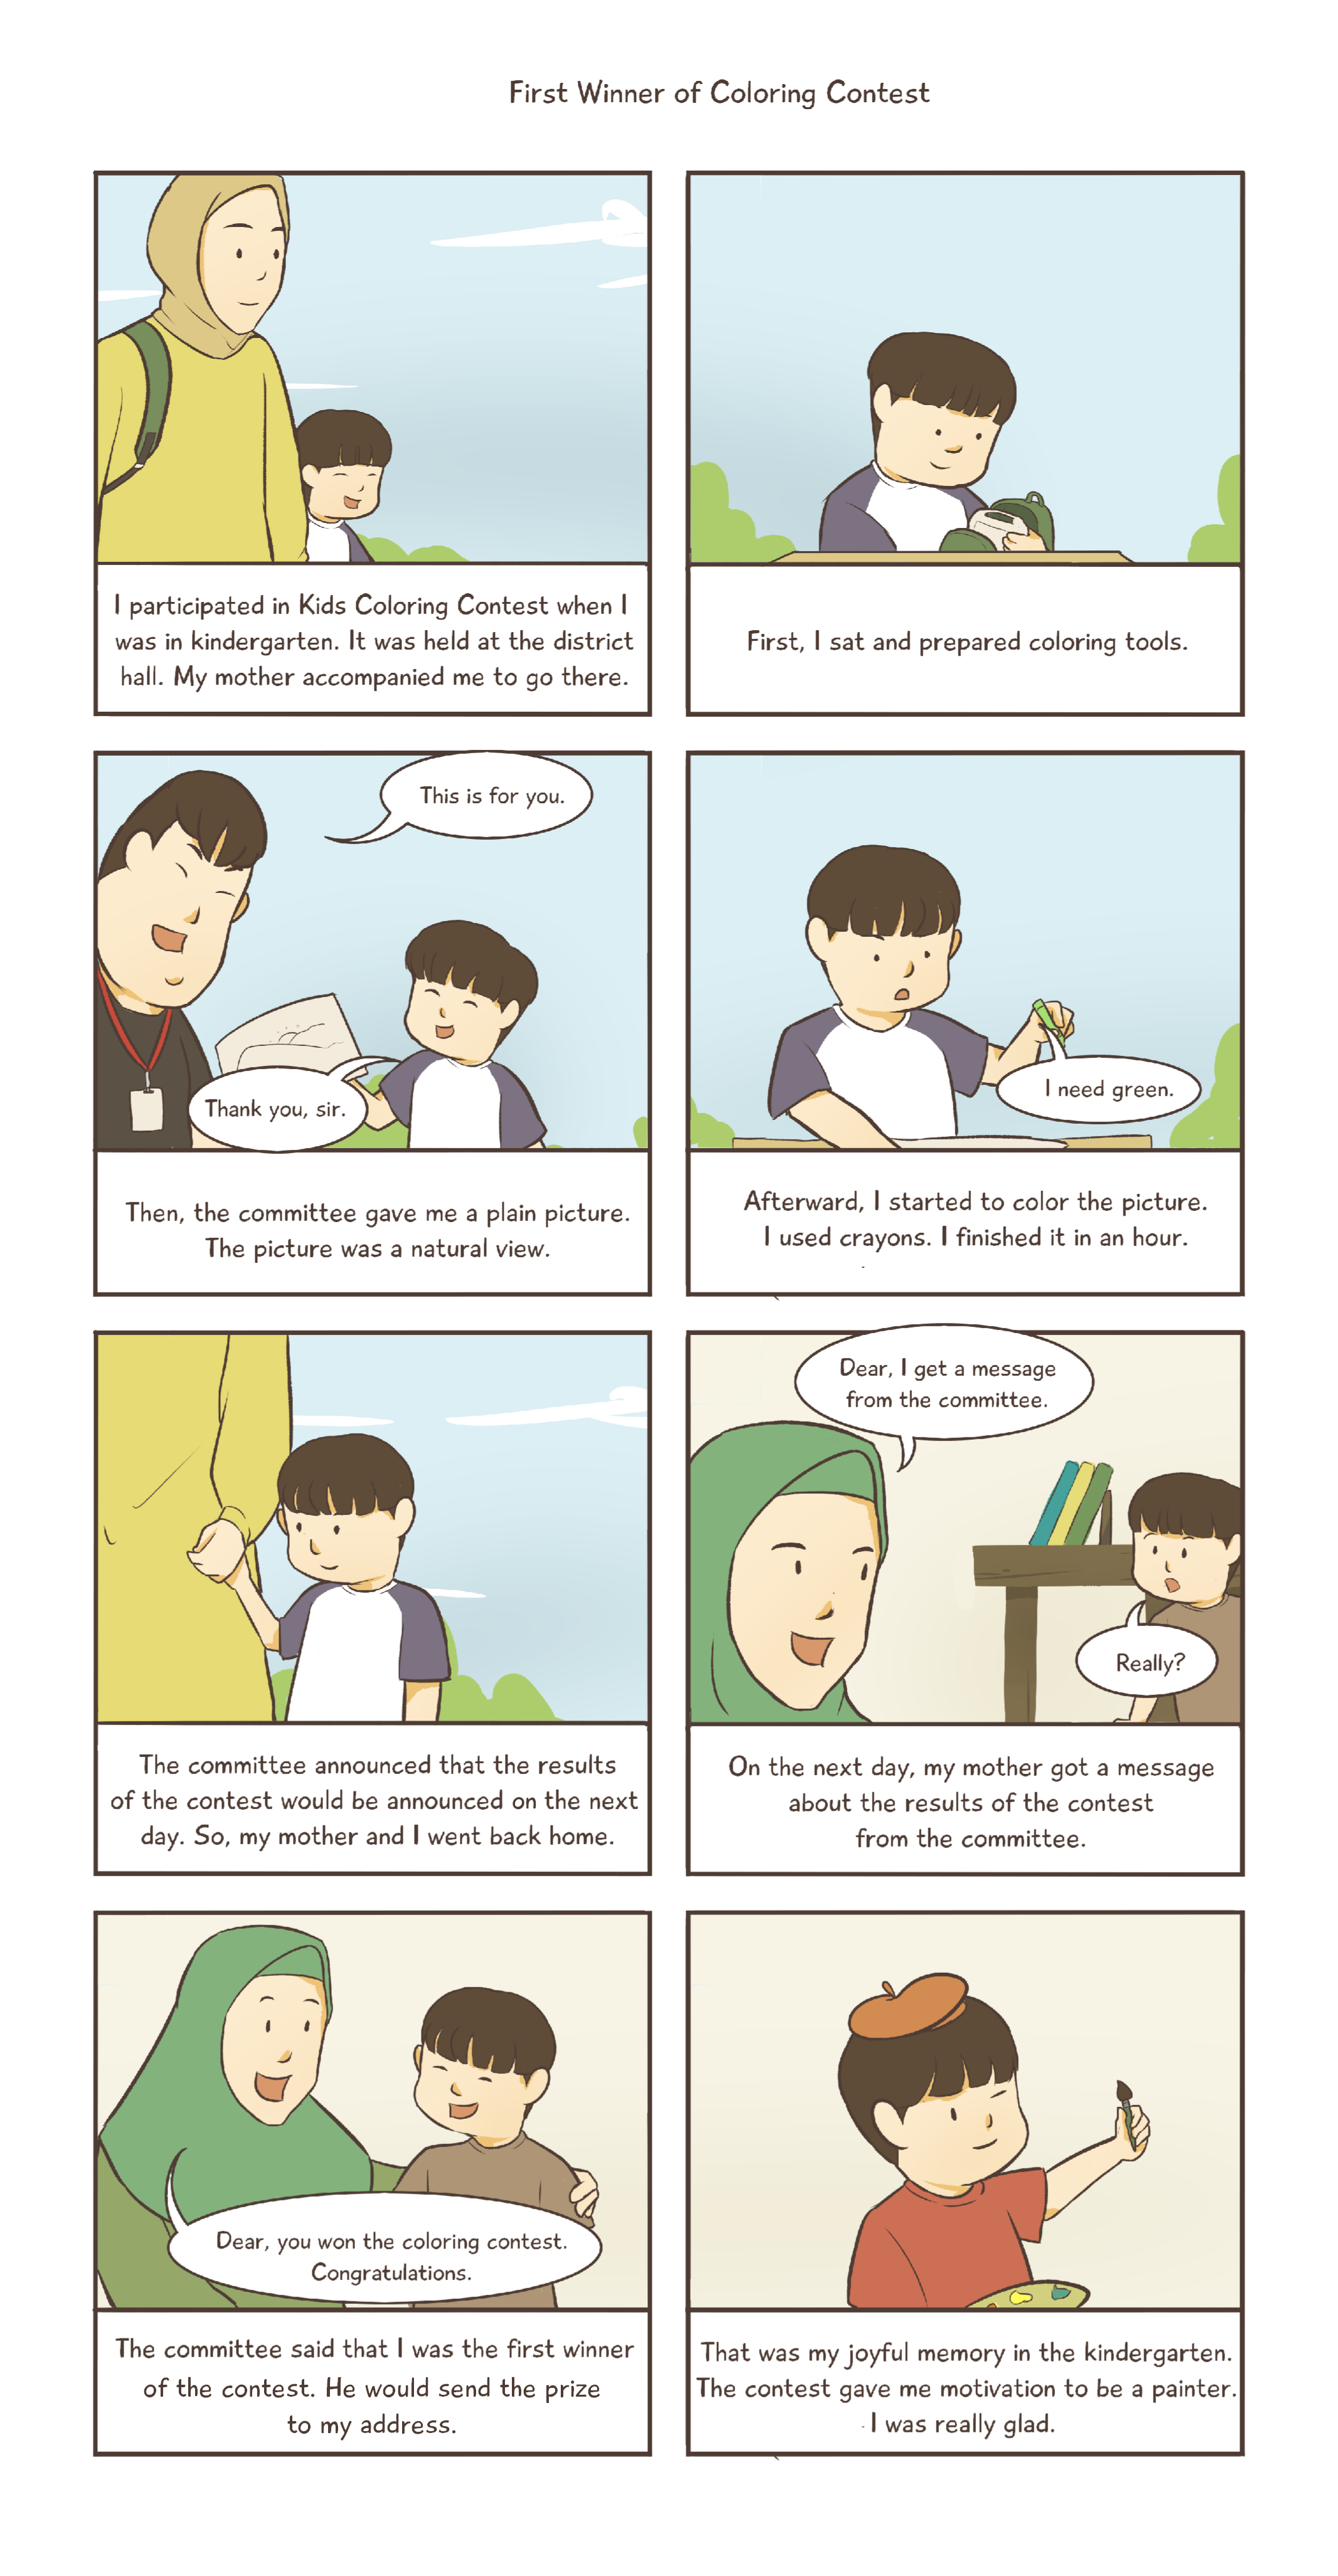 First Winner of Coloring Contest
I participated in Kids Coloring Contest when I
was in kindergarten. It was held at the district
hall. My mother accompanied me to go there.
First, I sat and prepared coloring tools.
This is for you.
Thank you, sir.
Then, the committee gave me a plain picture.
The picture was a natural view.
I need green.
Afterward, I started to color the picture.
I used crayons. I finished it in an hour.
The committee announced that the results
of the contest would be announced on the next
day. So, my mother and I went back home.
Dear, I get a message
from the committee.
Really?
On the next day, my mother got a message
about the results of the contest
from the committee.
Dear, you won the coloring contest.
Congratulations.
The committee said that I was the first winner
of the contest. He would send the prize
to my address.
That was my joyful memory in the kindergarten.
The contest gave me motivation to be a painter.
I was really glad.